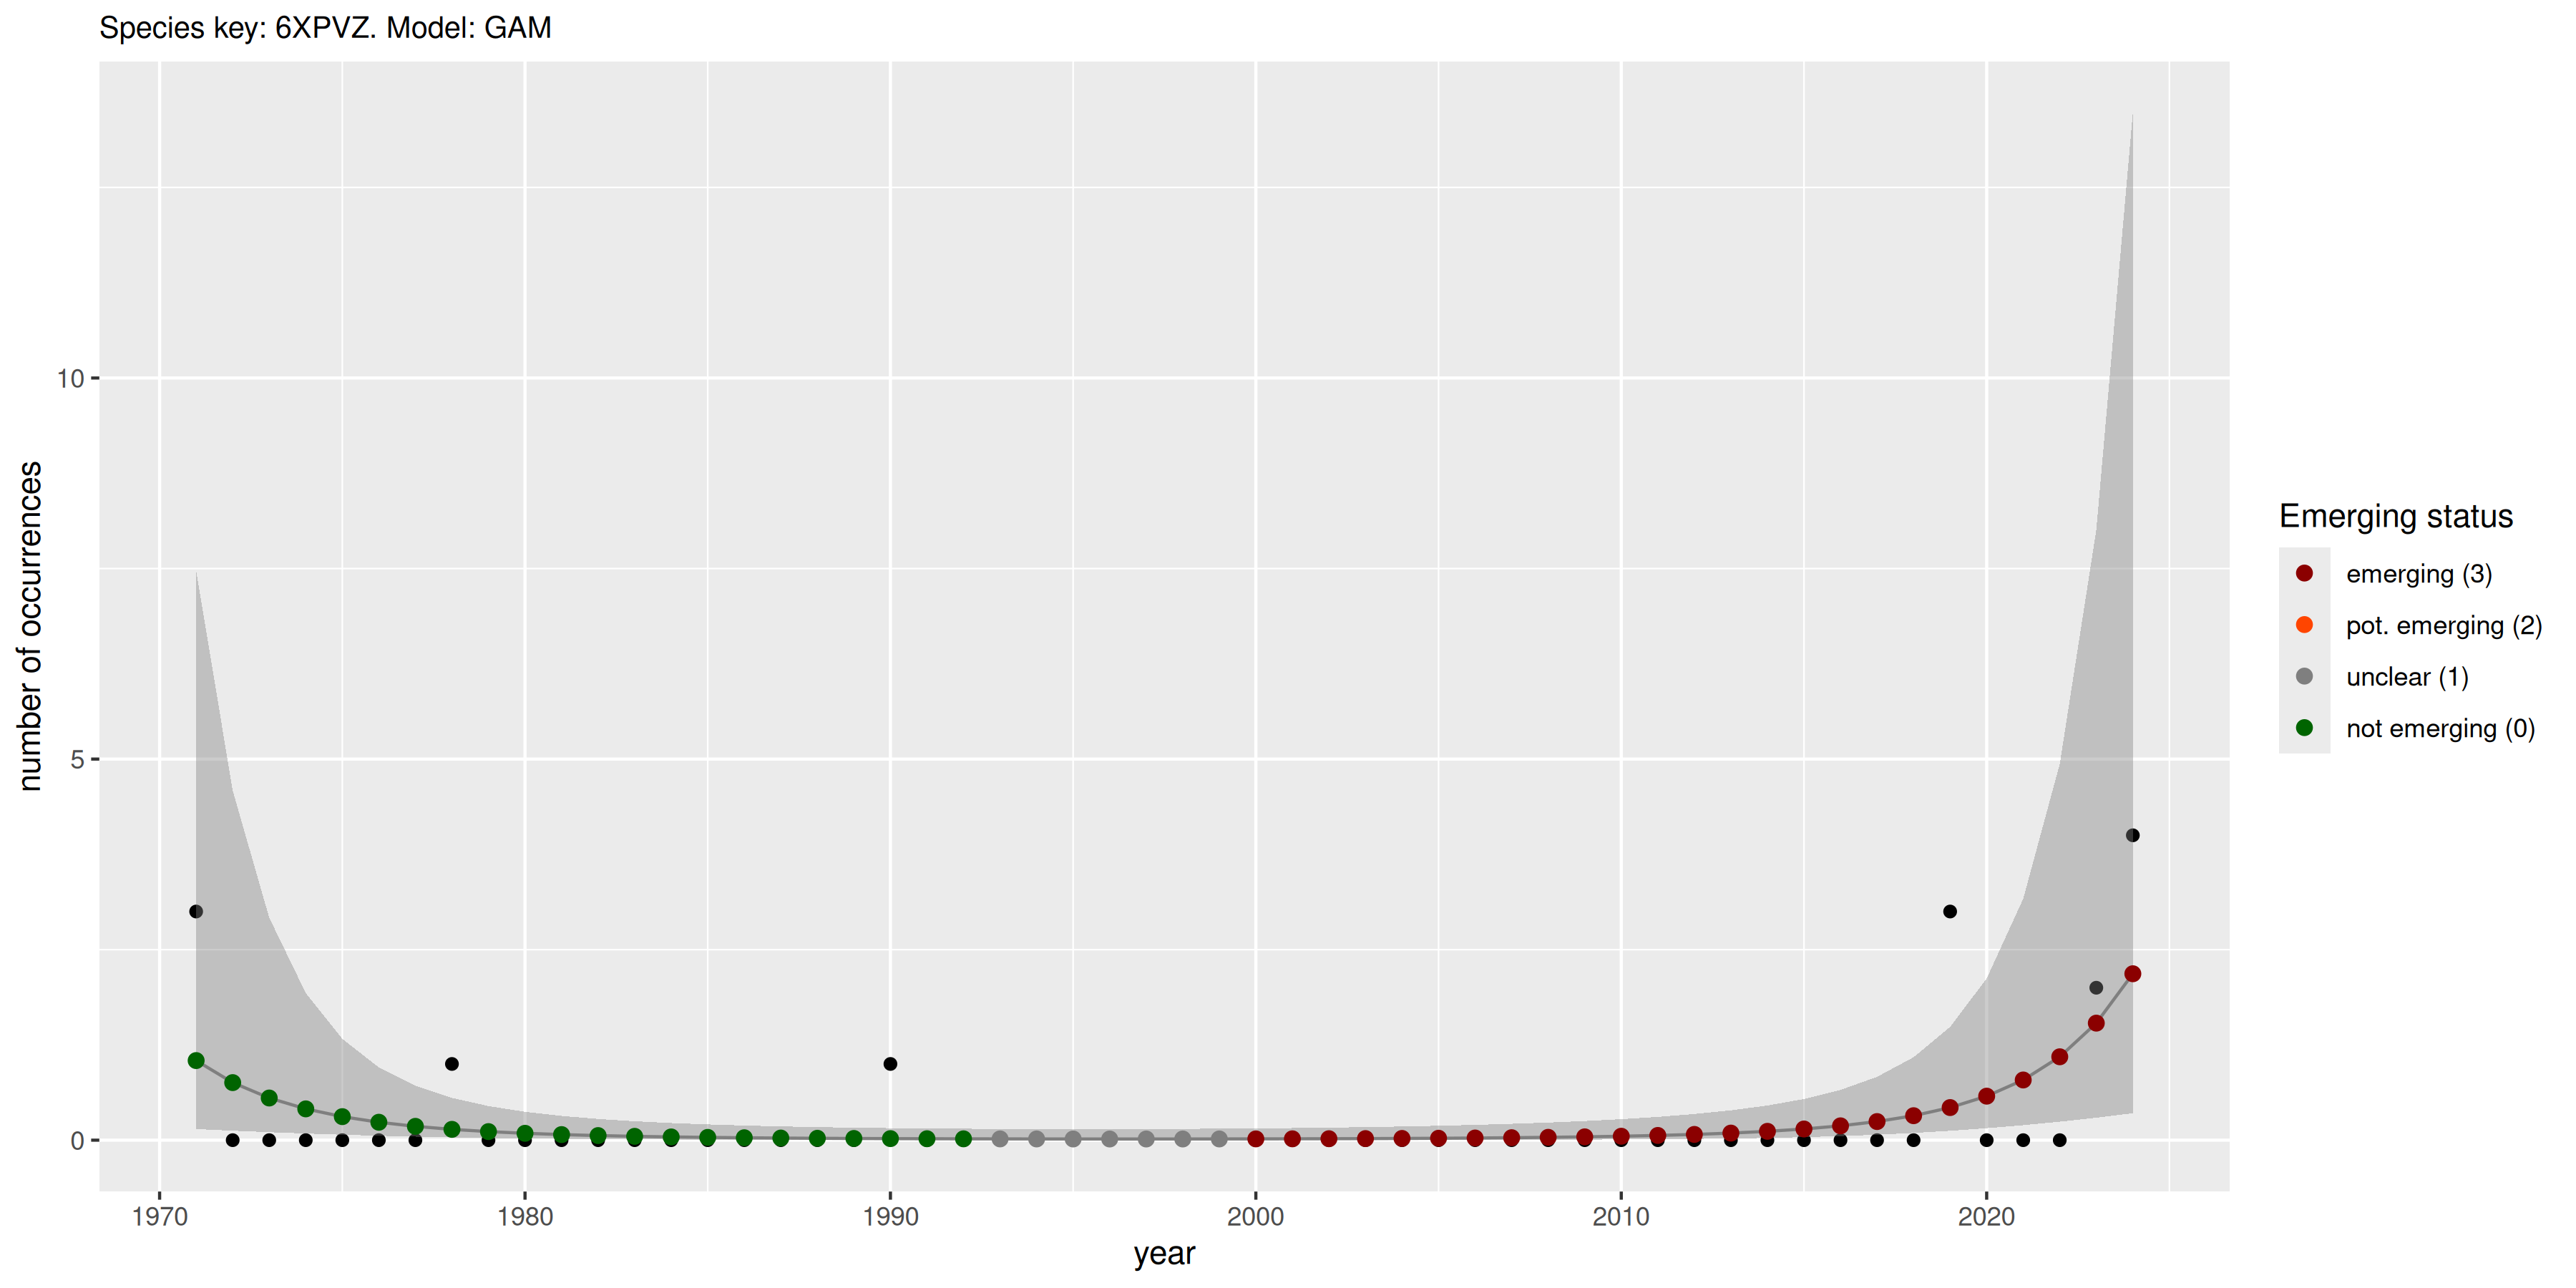 Species key: 6XPVZ. Model: GAM
number of occurrences
10
5
0
1970
1980
1990
2000
2010
2020
year
Emerging status
emerging (3)
pot. emerging (2)
unclear (1)
not emerging (0)